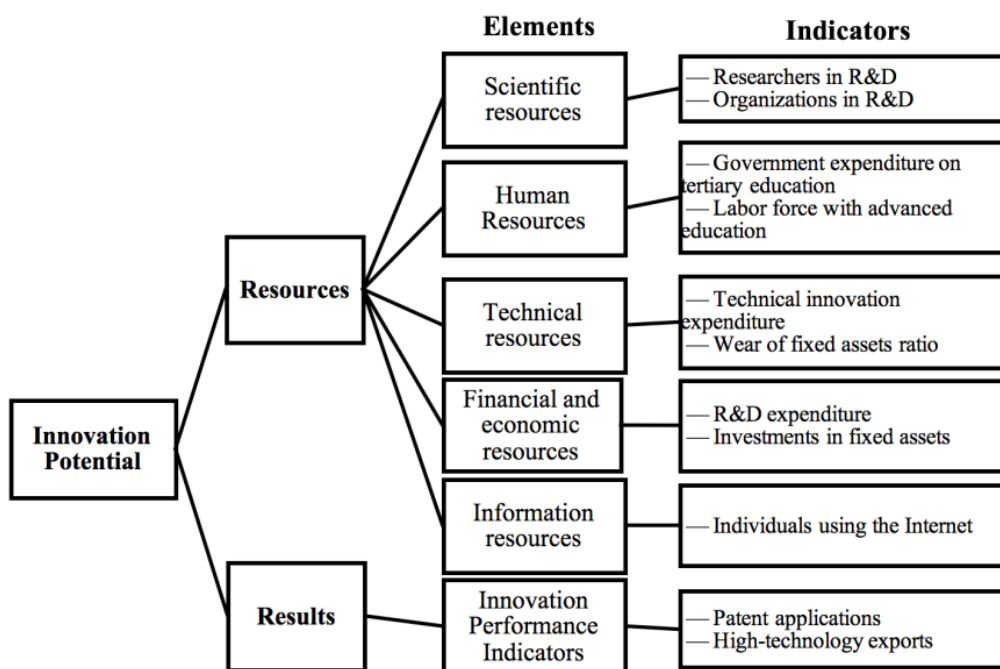 Elements
Indicators
Scientific
resources
— Researchers in R&D
— Organizations in R&D
Human
Resources
— Government expenditure on
tertiary education
— Labor force with advanced
education
Resources
Technical
resources
— Technical innovation
expenditure
— Wear of fixed assets ratio
Financial and
economic
resources
— R&D expenditure
— Investments in fixed assets
Innovation
Potential
Information
resources
— Individuals using the Internet
Results
Innovation
Performance
Indicators
— Patent applications
— High-technology exports